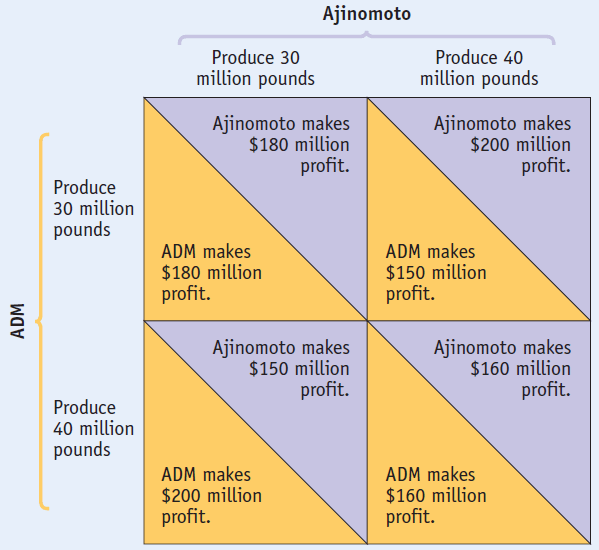 Ajinomoto
Produce 30
million pounds
Produce 40
million pounds
ADM
Produce
30 million
pounds
Ajinomoto makes
$180 million
profit.
ADM makes
$180 million
profit.
Ajinomoto makes
$200 million
profit.
ADM makes
$150 million
profit.
Produce
40 million
pounds
Ajinomoto makes
$150 million
profit.
ADM makes
$200 million
profit.
Ajinomoto makes
$160 million
profit.
ADM makes
$160 million
profit.